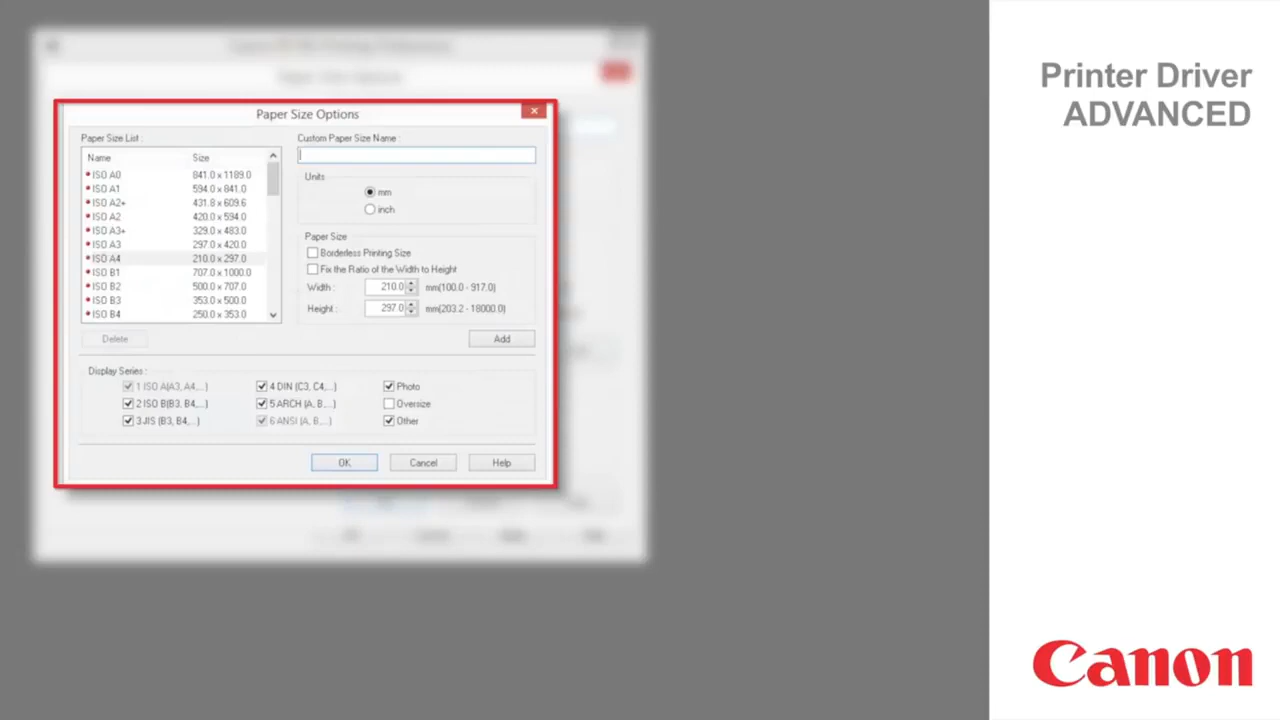 Printer Driver
ADVANCED
Paper Size Options
Paper Size List :
Name Size
ISO A0 841.0 x 1189.0
ISO A1 594.0 x 841.0
ISO A2+ 431.8 x 609.6
ISO A2 420.0 x 594.0
ISO A3+ 329.0 x 483.0
ISO A3 297.0 x 420.0
ISO A4 210.0 x 297.0
ISO B1 707.0 x 1000.0
ISO B2 500.0 x 707.0
ISO B3 353.0 x 500.0
ISO B4 250.0 x 353.0
Delete
Custom Paper Size Name :
Units
mm
inch
Paper Size
Borderless Printing Size
Fix the Ratio of the Width to Height
Width : 210.0 mm(100.0 - 917.0)
Height : 297.0 mm(203.2 - 18000.0)
Add
Display Series :
1 ISO A(A3, A4,...) 4 DIN (C3, C4,...) Photo
2 ISO B(B3, B4,...) 5 ARCH (A, B,...) Oversize
3 JIS (B3, B4,...) 6 ANSI (A, B,...) Other
OK Cancel Help
Canon